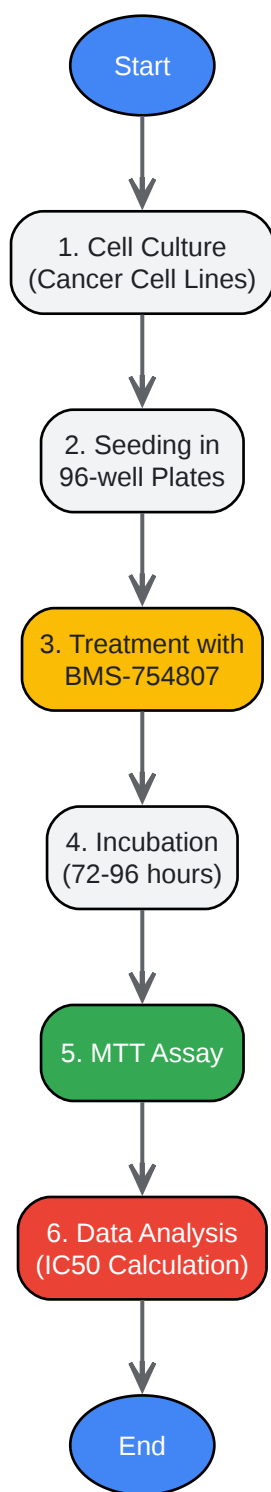 Start
1. Cell Culture
(Cancer Cell Lines)
2. Seeding in
96-well Plates
3. Treatment with
BMS-754807
4. Incubation
(72-96 hours)
5. MTT Assay
6. Data Analysis
(IC50 Calculation)
End